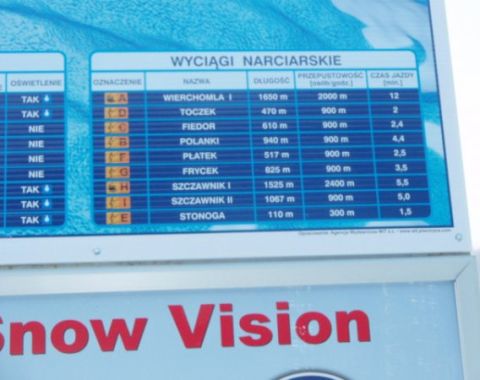 WYCIĄGI NARCIARSKIE
OŚWIETLENIE OZNACZENIE NAZWA DŁUGOŚĆ PRZEPUSTOWOŚĆ [osób/godz.] CZAS JAZDY [min.]
TAK A WIERCHOMLA I 1650 m 2000 m 12
TAK D TOCZEK 470 m 900 m 2
NIE C FIEDOR 610 m 900 m 2,4
NIE B POLANKI 940 m 900 m 4,4
NIE F PŁATEK 517 m 900 m 2,5
NIE G FRYCEK 825 m 900 m 3,5
TAK H SZCZAWNIK I 1525 m 2400 m 5,5
TAK I SZCZAWNIK II 1067 m 900 m 5,0
TAK E STONOGA 110 m 300 m 1,5
Snow Vision